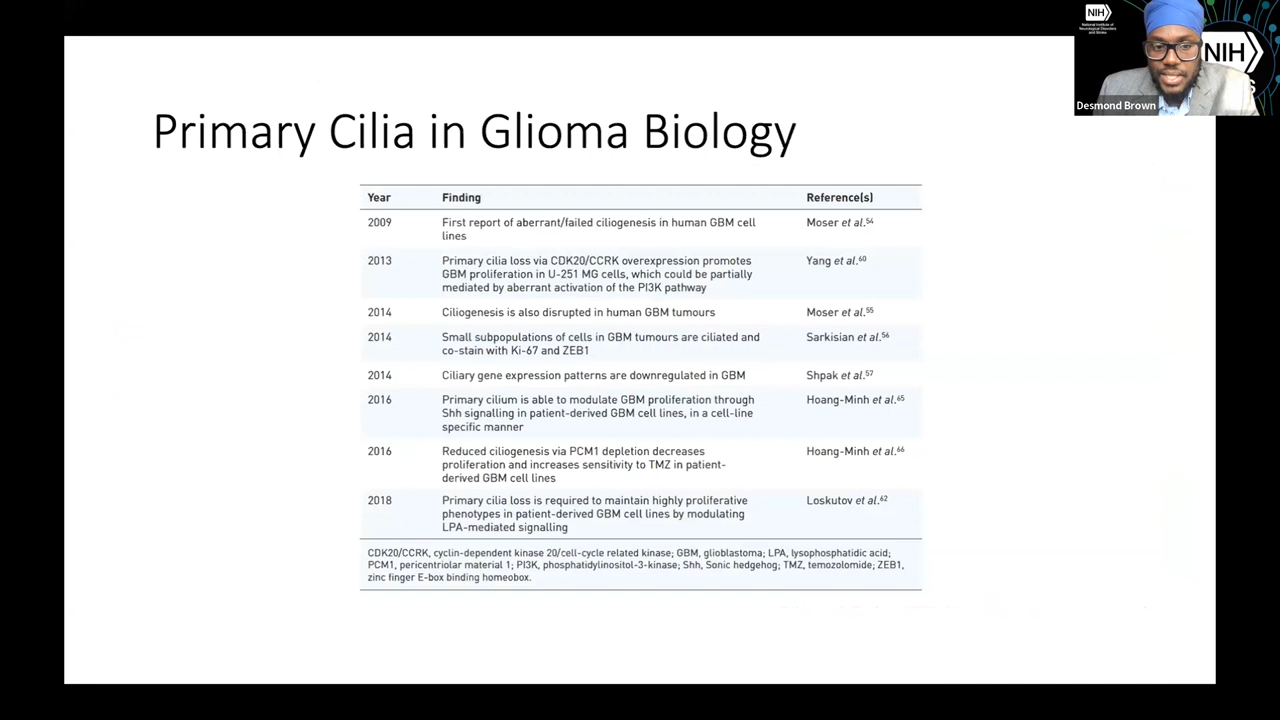 NIH
National Institute of
Neurological Disorders
and Stroke
NIH
S
Desmond Brown
Primary Cilia in Glioma Biology
Year Finding Reference(s)
2009 First report of aberrant/failed ciliogenesis in human GBM cell Moser et al.54
lines
2013 Primary cilia loss via CDK20/CCRK overexpression promotes Yang et al.60
GBM proliferation in U-251 MG cells, which could be partially
mediated by aberrant activation of the PI3K pathway
2014 Ciliogenesis is also disrupted in human GBM tumours Moser et al.55
2014 Small subpopulations of cells in GBM tumours are ciliated and Sarkisian et al.56
co-stain with Ki-67 and ZEB1
2014 Ciliary gene expression patterns are downregulated in GBM Shpak et al.57
2016 Primary cilium is able to modulate GBM proliferation through Hoang-Minh et al.65
Shh signalling in patient-derived GBM cell lines, in a cell-line
specific manner
2016 Reduced ciliogenesis via PCM1 depletion decreases Hoang-Minh et al.66
proliferation and increases sensitivity to TMZ in patient-
derived GBM cell lines
2018 Primary cilia loss is required to maintain highly proliferative Loskutov et al.62
phenotypes in patient-derived GBM cell lines by modulating
LPA-mediated signalling
CDK20/CCRK, cyclin-dependent kinase 20/cell-cycle related kinase; GBM, glioblastoma; LPA, lysophosphatidic acid;
PCM1, pericentriolar material 1; PI3K, phosphatidylinositol-3-kinase; Shh, Sonic hedgehog; TMZ, temozolomide; ZEB1,
zinc finger E-box binding homeobox.